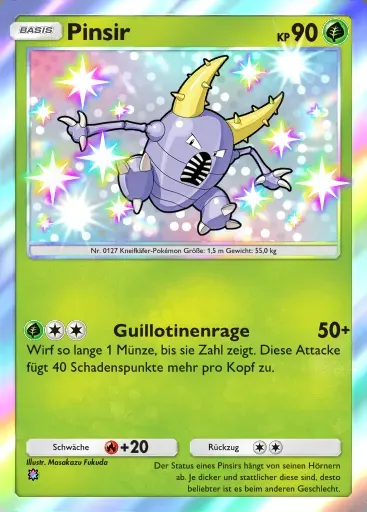 BASIS Pinsir KP 90
Nr. 0127 Kneifkäfer-Pokémon Größe: 1,5 m Gewicht: 55,0 kg
Guillotinenrage 50+
Wirf so lange 1 Münze, bis sie Zahl zeigt. Diese Attacke
fügt 40 Schadenspunkte mehr pro Kopf zu.
Schwäche +20 Rückzug
Illustr. Masakazu Fukuda
Der Status eines Pinsirs hängt von seinen Hörnern
ab. Je dicker und stattlicher diese sind, desto
beliebter ist es beim anderen Geschlecht.